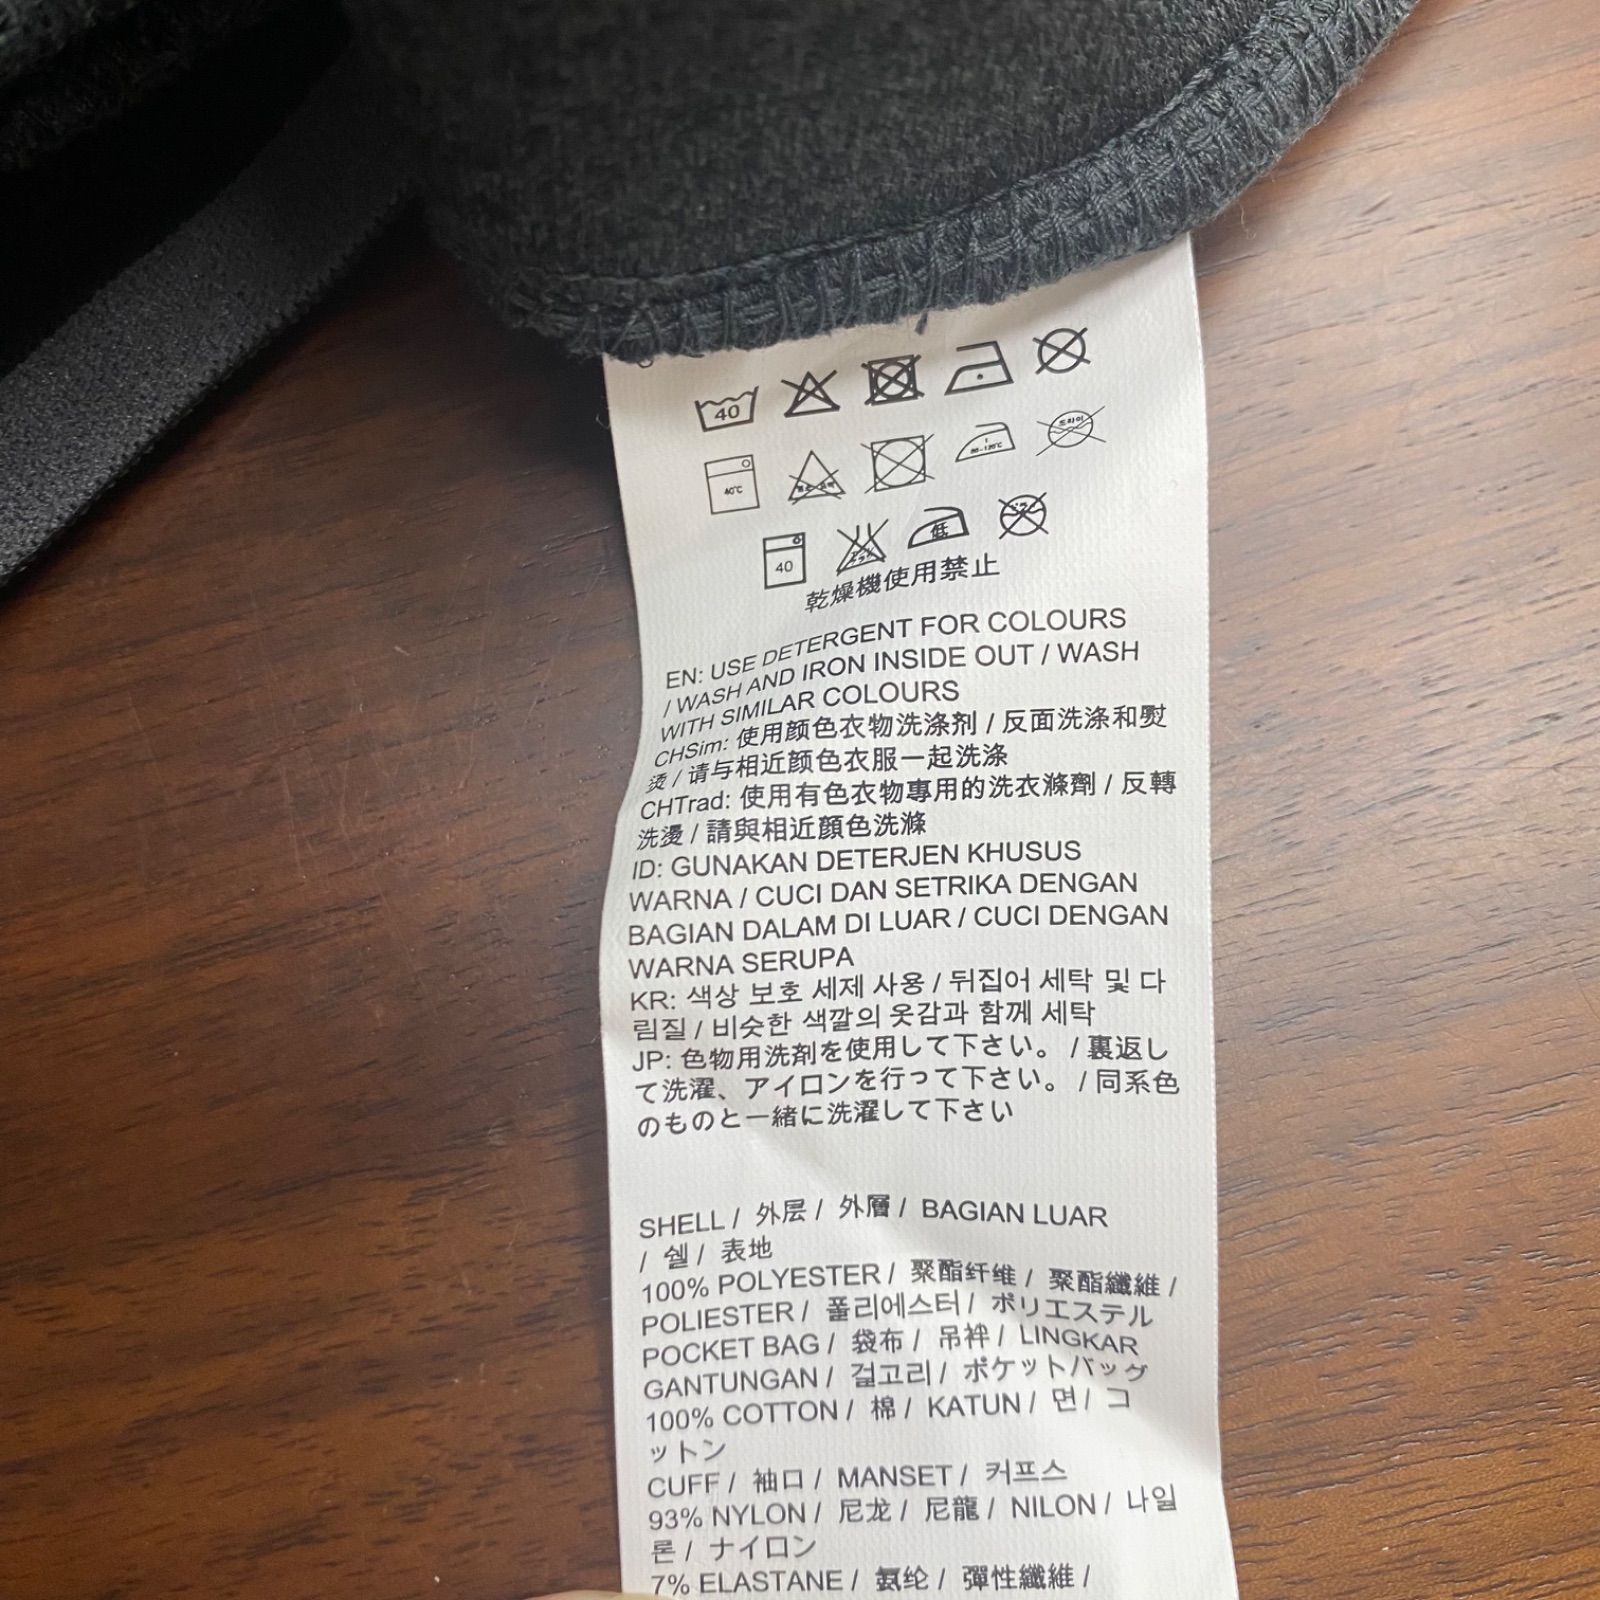 40
40℃
80~120℃
드라이
40
低
乾燥機使用禁止
EN: USE DETERGENT FOR COLOURS
/ WASH AND IRON INSIDE OUT / WASH
WITH SIMILAR COLOURS
CHSim: 使用颜色衣物洗涤剂 / 反面洗涤和熨
烫 / 请与相近颜色衣服一起洗涤
CHTrad: 使用有色衣物專用的洗衣滌劑 / 反轉
洗燙 / 請與相近顏色洗滌
ID: GUNAKAN DETERJEN KHUSUS
WARNA / CUCI DAN SETRIKA DENGAN
BAGIAN DALAM DI LUAR / CUCI DENGAN
WARNA SERUPA
KR: 색상 보호 세제 사용 / 뒤집어 세탁 및 다
림질 / 비슷한 색깔의 옷감과 함께 세탁
JP: 色物用洗剤を使用して下さい。 / 裏返し
て洗濯、アイロンを行って下さい。 / 同系色
のものと一緒に洗濯して下さい
SHELL / 外层 / 外層 / BAGIAN LUAR
/ 쉘 / 表地
100% POLYESTER / 聚酯纤维 / 聚酯纖維 /
POLIESTER / 폴리에스터 / ポリエステル
POCKET BAG / 袋布 / 吊袢 / LINGKAR
GANTUNGAN / 걸고리 / ポケットバッグ
100% COTTON / 棉 / KATUN / 면 / コ
ットン
CUFF / 袖口 / MANSET / 커프스
93% NYLON / 尼龙 / 尼龍 / NILON / 나일
론 / ナイロン
7% ELASTANE / 氨纶 / 彈性纖維 /